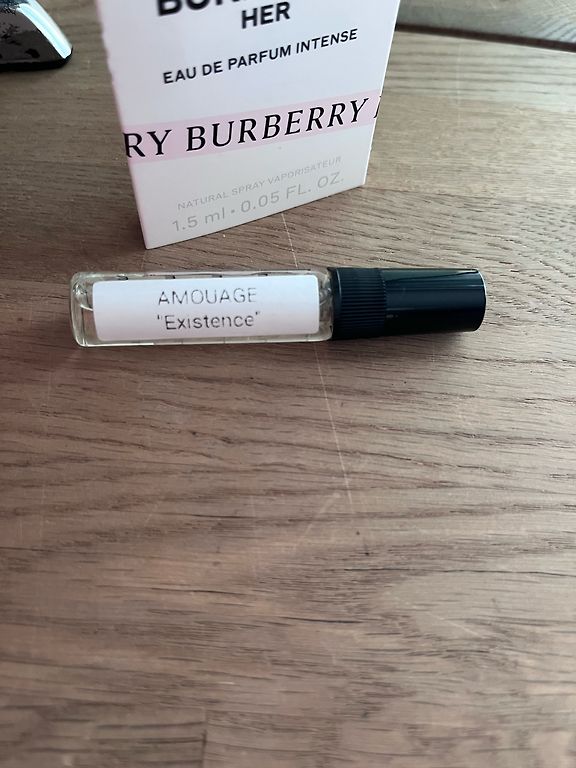 HER
EAU DE PARFUM INTENSE
RY BURBERRY
NATURAL SPRAY VAPORISATEUR
1.5 ml • 0.05 FL. OZ.
AMOUAGE
"Existence"